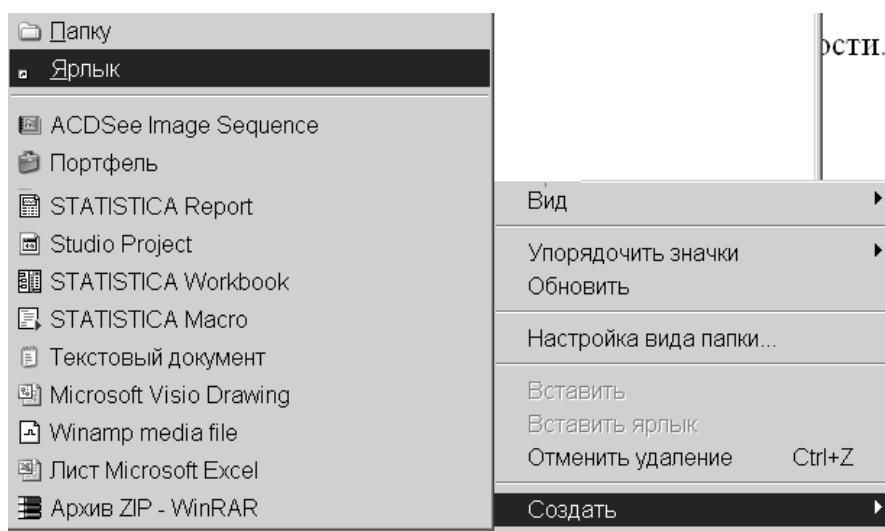 Папку
Ярлык
ACDSee Image Sequence
Портфель
STATISTICA Report
Studio Project
STATISTICA Workbook
STATISTICA Macro
Текстовый документ
Microsoft Visio Drawing
Winamp media file
Лист Microsoft Excel
Архив ZIP - WinRAR
ости.
Вид
Упорядочить значки
Обновить
Настройка вида папки...
Вставить
Вставить ярлык
Отменить удаление Ctrl+Z
Создать